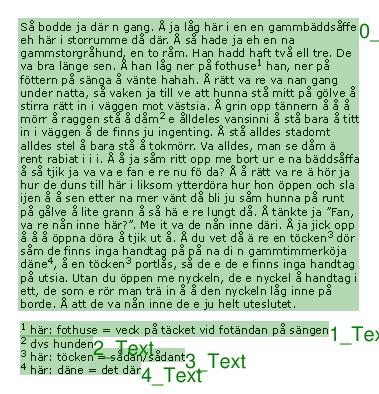 Så bodde ja där n gang. Å ja låg här i en en gammbäddsåffe
eh här i storrumme då där. Å så hade ja eh en na
gammstorgråhund, en to råm. Han hadd haft två ell tre. De
va bra länge sen. Å han låg ner på fothuse¹ han, ner på
föttern på sänga å vänte hahah. Å rätt va re va nan gang
under natta, så vaken ja till ve att hunna stå mitt på gölve å
stirra rätt in i väggen mot västsia. Å grin opp tännern å å å
mörr å raggen stå å dåm² e ålldeles vansinni å stå bara å titt
in i väggen å de finns ju ingenting. Å stå alldes stadomt
alldes stel å bara stå å tokmörr. Va alldes, man se dåm ä
rent rabiat i i i. Å å ja såm ritt opp me bort ur e na bäddsåffa
å så tjik ja va va e fan e re nu fö da? Å å rätt va re ä hör ja
hur de duns till här i liksom ytterdöra hur hon öppen och sla
ijen å å sen etter na mer vänt då bli ju såm hunna på runt
på gålve å lite grann å så hä e re lungt då. Å tänkte ja "Fan,
va re nån inne här?". Me it va de nån inne däri. Å ja jick opp
å å å öppna döra å tjik ut å. Å du vet då ä re en töcken³ dör
såm de finns inga handtag på på na di n gammtimmerköja
däne⁴, å en töcken³ portlås, så de e de e finns inga handtag
på utsia. Utan du öppen me nyckeln, de e nyckel å handtag i
ett, de som e rör man trä in å å den nyckeln låg inne på
borde. Å att de va nån inne de e ju helt uteslutet.
0_
¹ här: fothuse = veck på täcket vid fotändan på sängen
1_Tex
² dvs hunden
2_Text
³ här: töcken = sådan/sådant
3_Text
⁴ här: däne = det där
4_Text